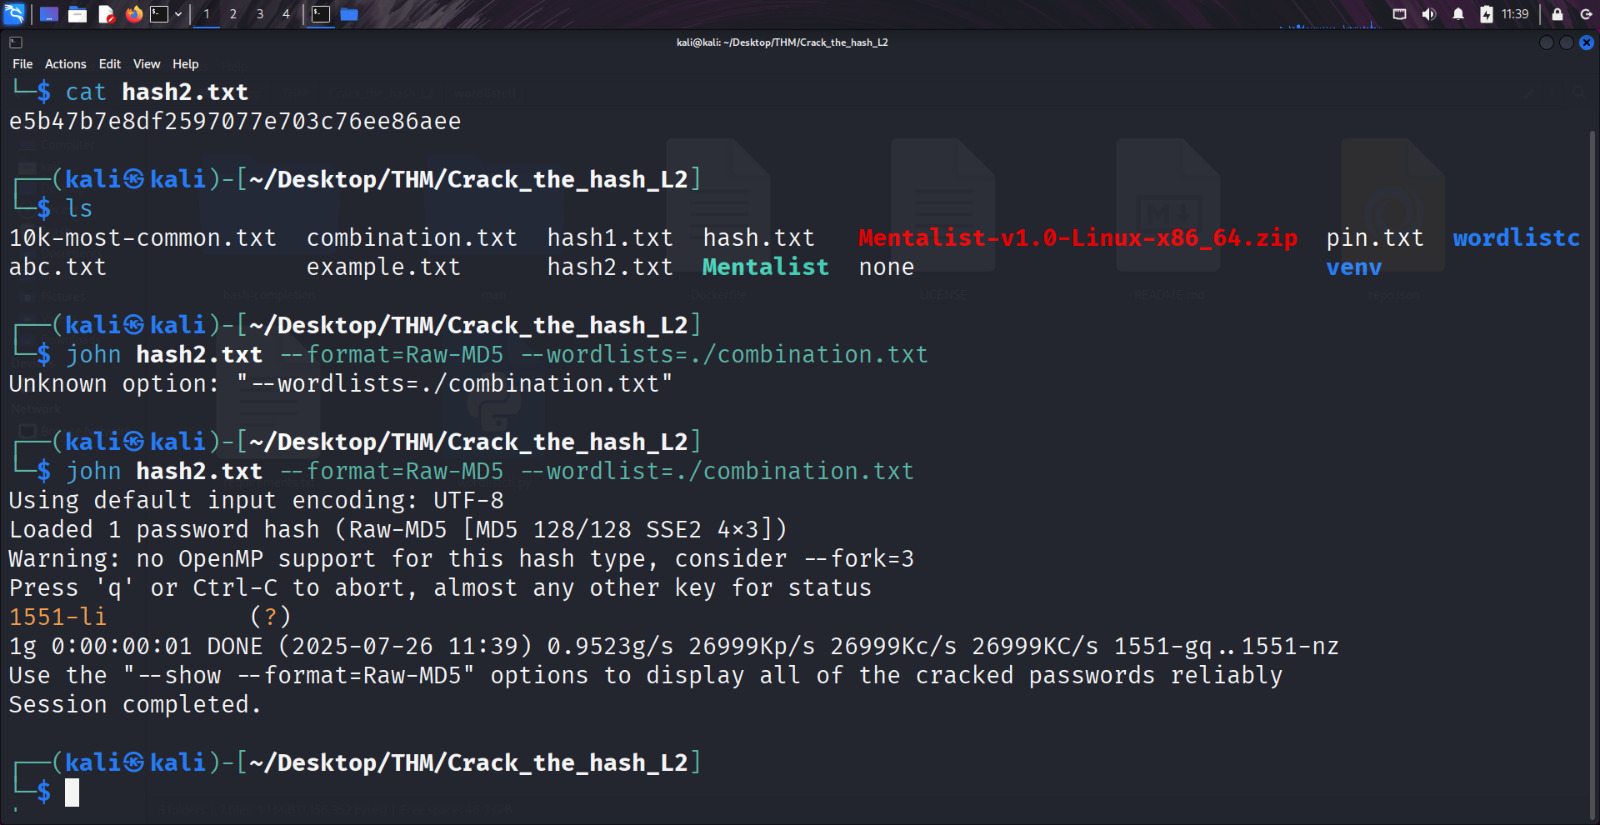 1 2 3 4 11:39
kali@kali: ~/Desktop/THM/Crack_the_hash_L2
File Actions Edit View Help
└─$ cat hash2.txt
e5b47b7e8df2597077e703c76ee86aee
┌──(kali㉿kali)-[~/Desktop/THM/Crack_the_hash_L2]
└─$ ls
10k-most-common.txt combination.txt hash1.txt hash.txt Mentalist-v1.0-Linux-x86_64.zip pin.txt wordlistc
abc.txt example.txt hash2.txt Mentalist none venv
┌──(kali㉿kali)-[~/Desktop/THM/Crack_the_hash_L2]
└─$ john hash2.txt --format=Raw-MD5 --wordlists=./combination.txt
Unknown option: "--wordlists=./combination.txt"
┌──(kali㉿kali)-[~/Desktop/THM/Crack_the_hash_L2]
└─$ john hash2.txt --format=Raw-MD5 --wordlist=./combination.txt
Using default input encoding: UTF-8
Loaded 1 password hash (Raw-MD5 [MD5 128/128 SSE2 4×3])
Warning: no OpenMP support for this hash type, consider --fork=3
Press 'q' or Ctrl-C to abort, almost any other key for status
1551-li (?)
1g 0:00:00:01 DONE (2025-07-26 11:39) 0.9523g/s 26999Kp/s 26999Kc/s 26999KC/s 1551-gq..1551-nz
Use the "--show --format=Raw-MD5" options to display all of the cracked passwords reliably
Session completed.
┌──(kali㉿kali)-[~/Desktop/THM/Crack_the_hash_L2]
└─$